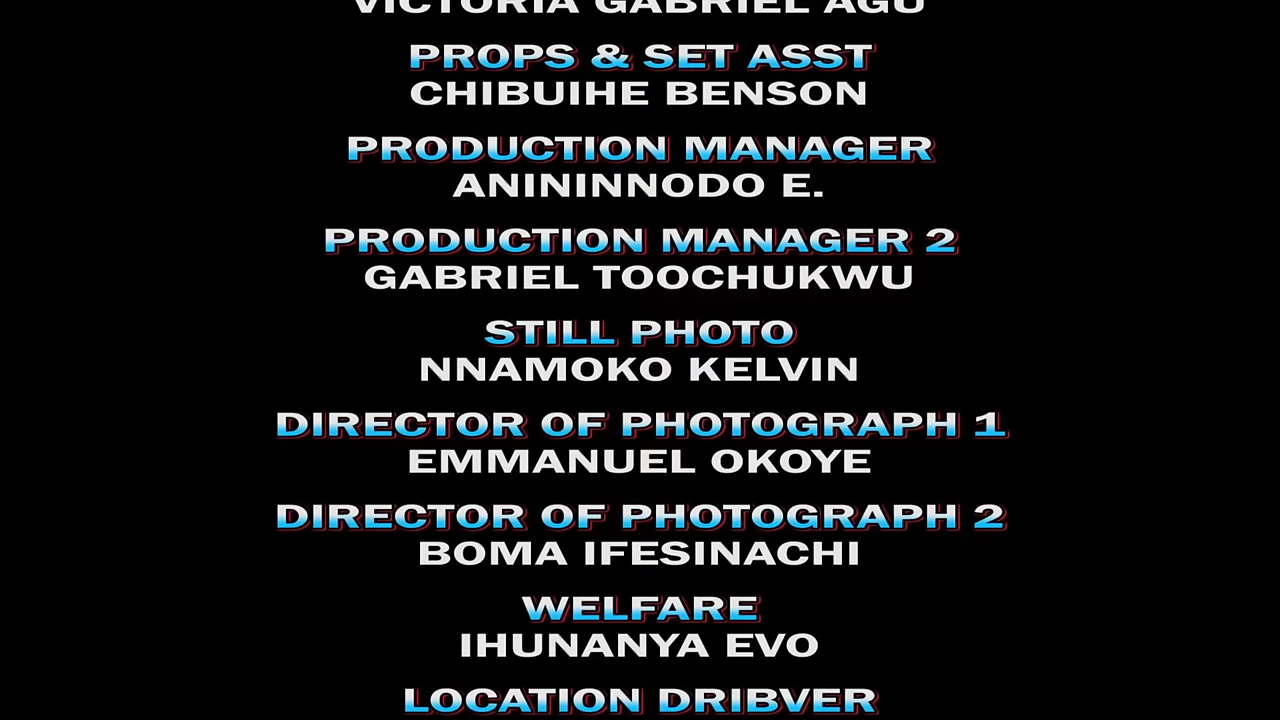 VICTORIA GABRIEL AGU
PROPS & SET ASST
CHIBUIHE BENSON
PRODUCTION MANAGER
ANININNODO E.
PRODUCTION MANAGER 2
GABRIEL TOOCHUKWU
STILL PHOTO
NNAMOKO KELVIN
DIRECTOR OF PHOTOGRAPH 1
EMMANUEL OKOYE
DIRECTOR OF PHOTOGRAPH 2
BOMA IFESINACHI
WELFARE
IHUNANYA EVO
LOCATION DRIBVER